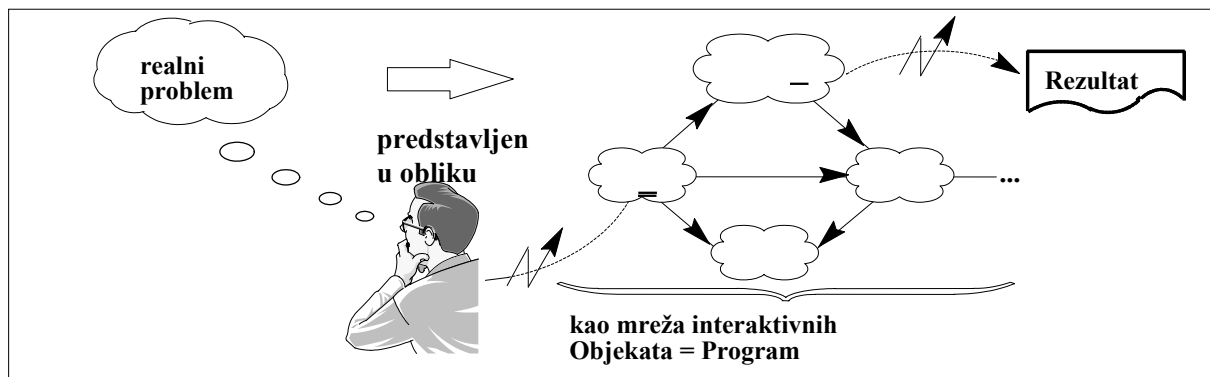 realni
problem
predstavljen
u obliku
Rezultat
...
kao mreža interaktivnih
Objekata = Program